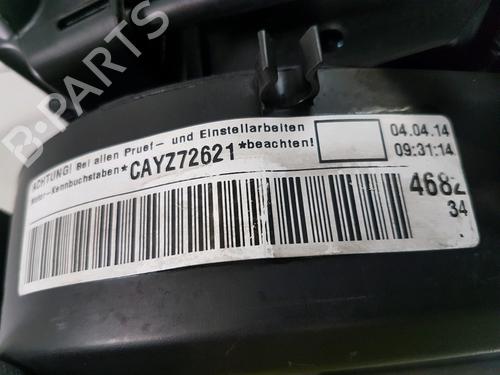 ACHTUNG! Bei allen Pruef- und Einstellarbeiten
Motor-Kennbuchstaben*CAYZ72621*beachten!
04.04.14
09:31:14
4682
34
B-PARTS